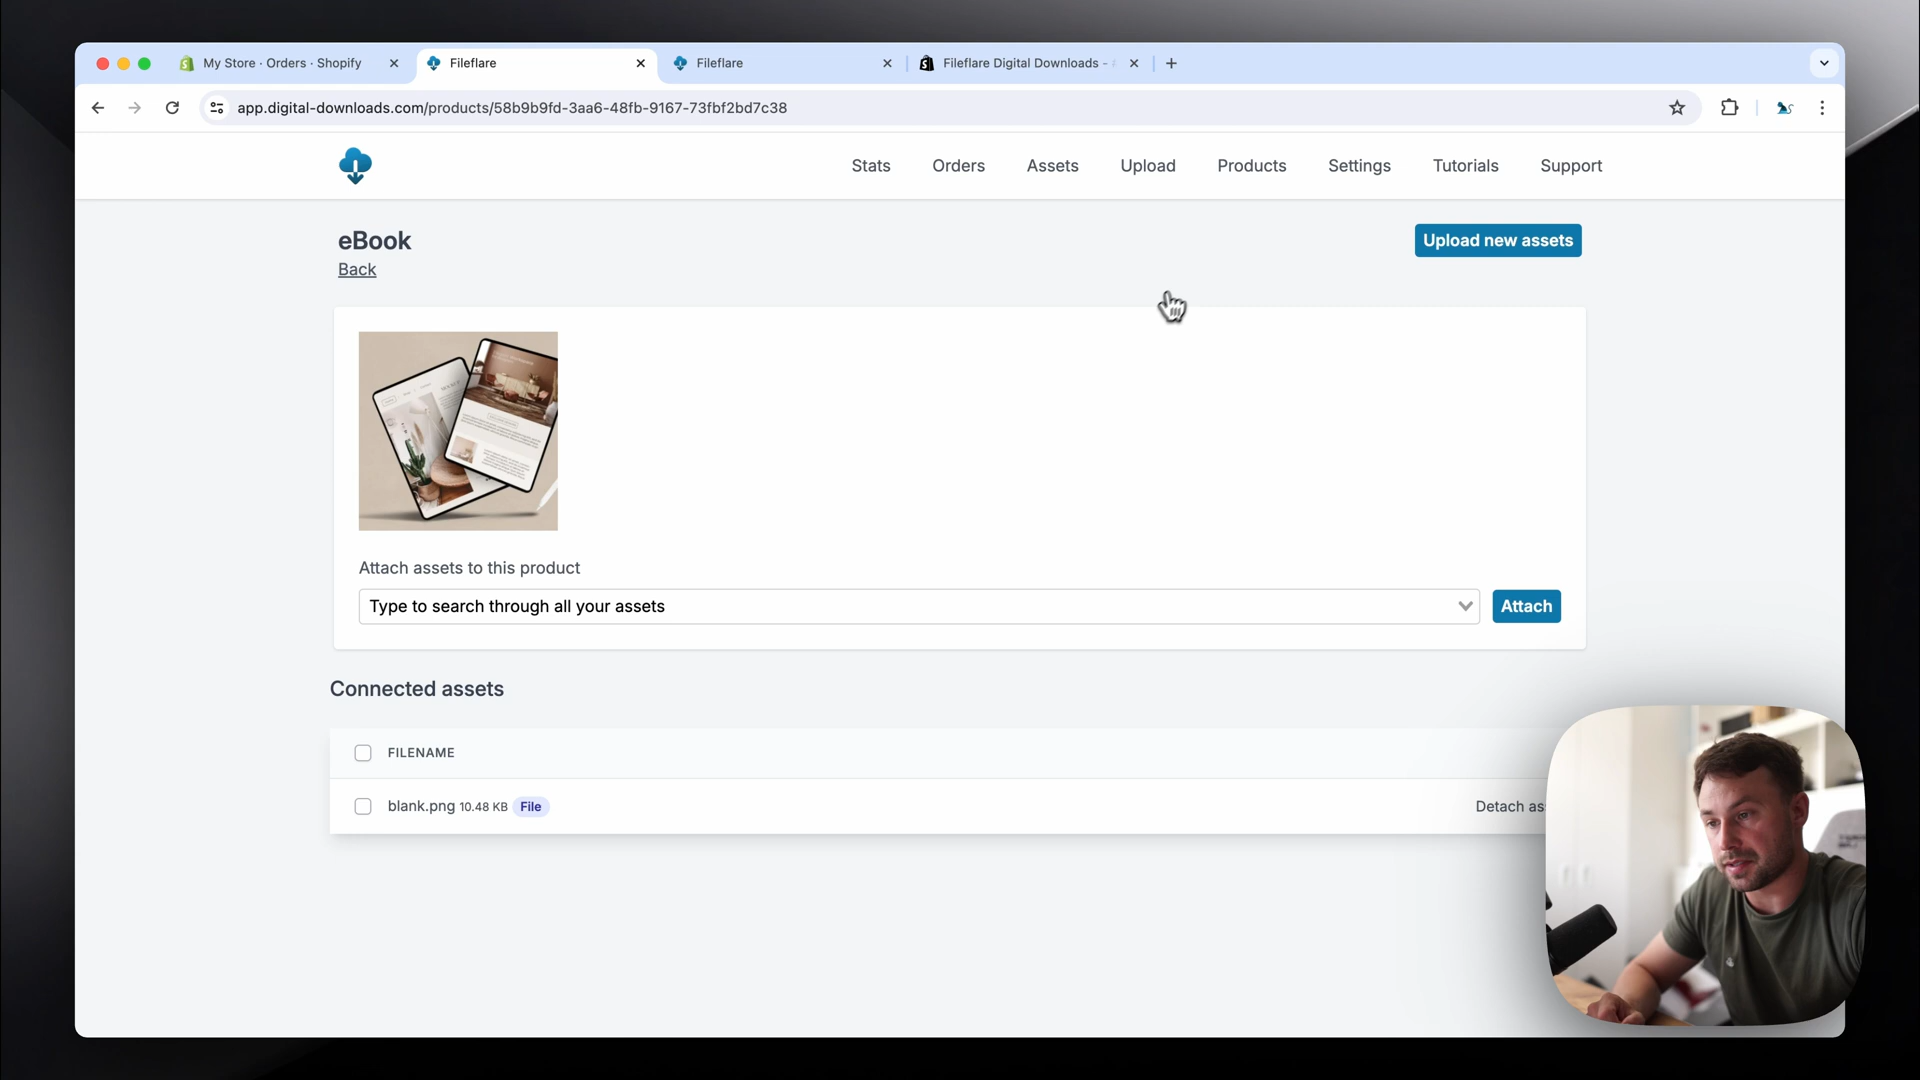 My Store · Orders · Shopify
Fileflare
Fileflare
Fileflare Digital Downloads -
app.digital-downloads.com/products/58b9b9fd-3aa6-48fb-9167-73fbf2bd7c38
Stats
Orders
Assets
Upload
Products
Settings
Tutorials
Support
eBook
Upload new assets
Back
Attach assets to this product
Type to search through all your assets
Attach
Connected assets
FILENAME
blank.png 10.48 KB File
Detach